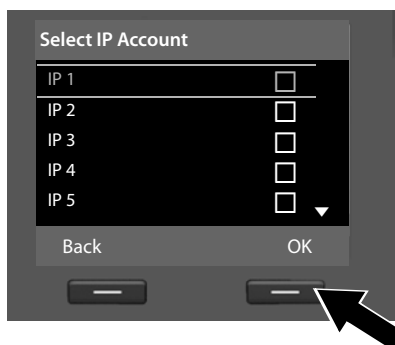 Select IP Account
IP 1
IP 2
IP 3
IP 4
IP 5
Back OK